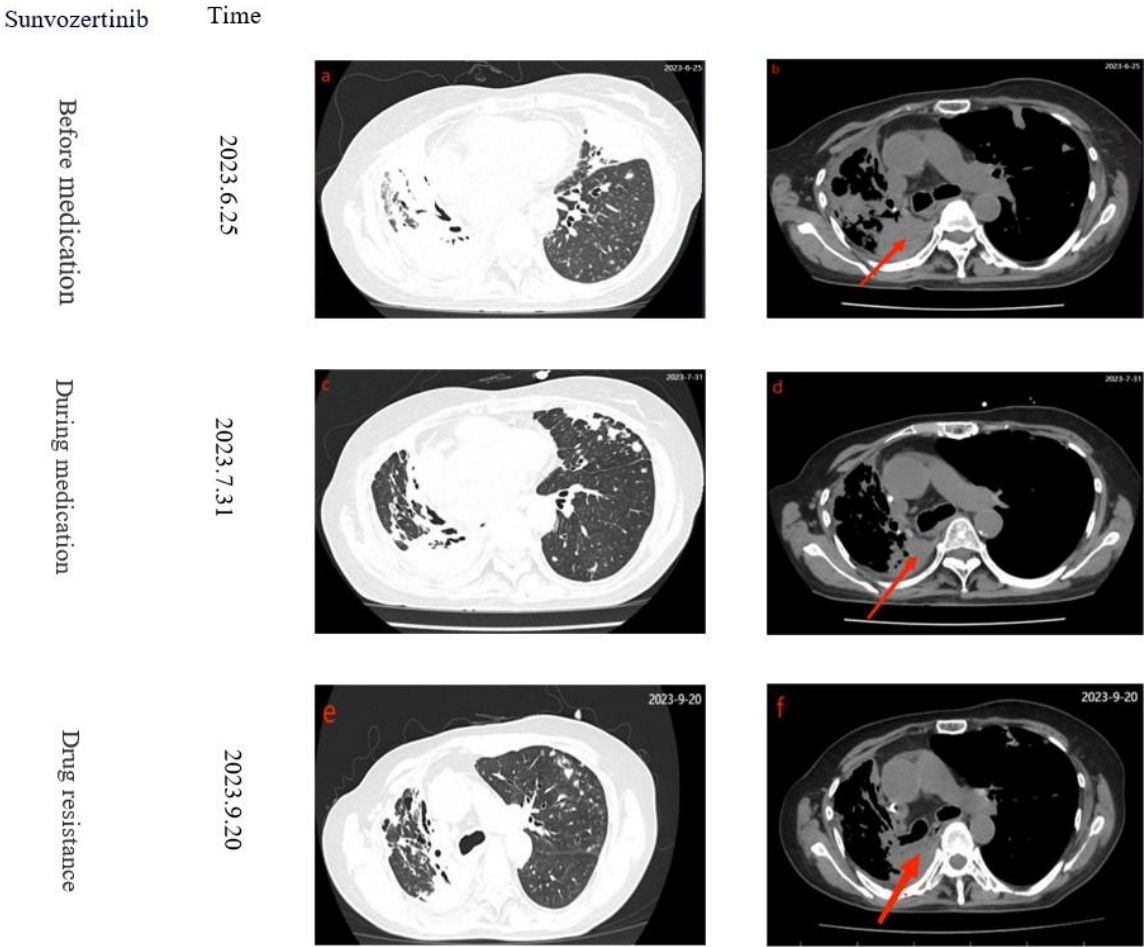 Sunvozertinib Time
Before medication
2023.6.25
a
2023-6-25
b
2023-6-25
During medication
2023.7.31
c
2023-7-31
d
2023-7-31
Drug resistance
2023.9.20
e
2023-9-20
f
2023-9-20